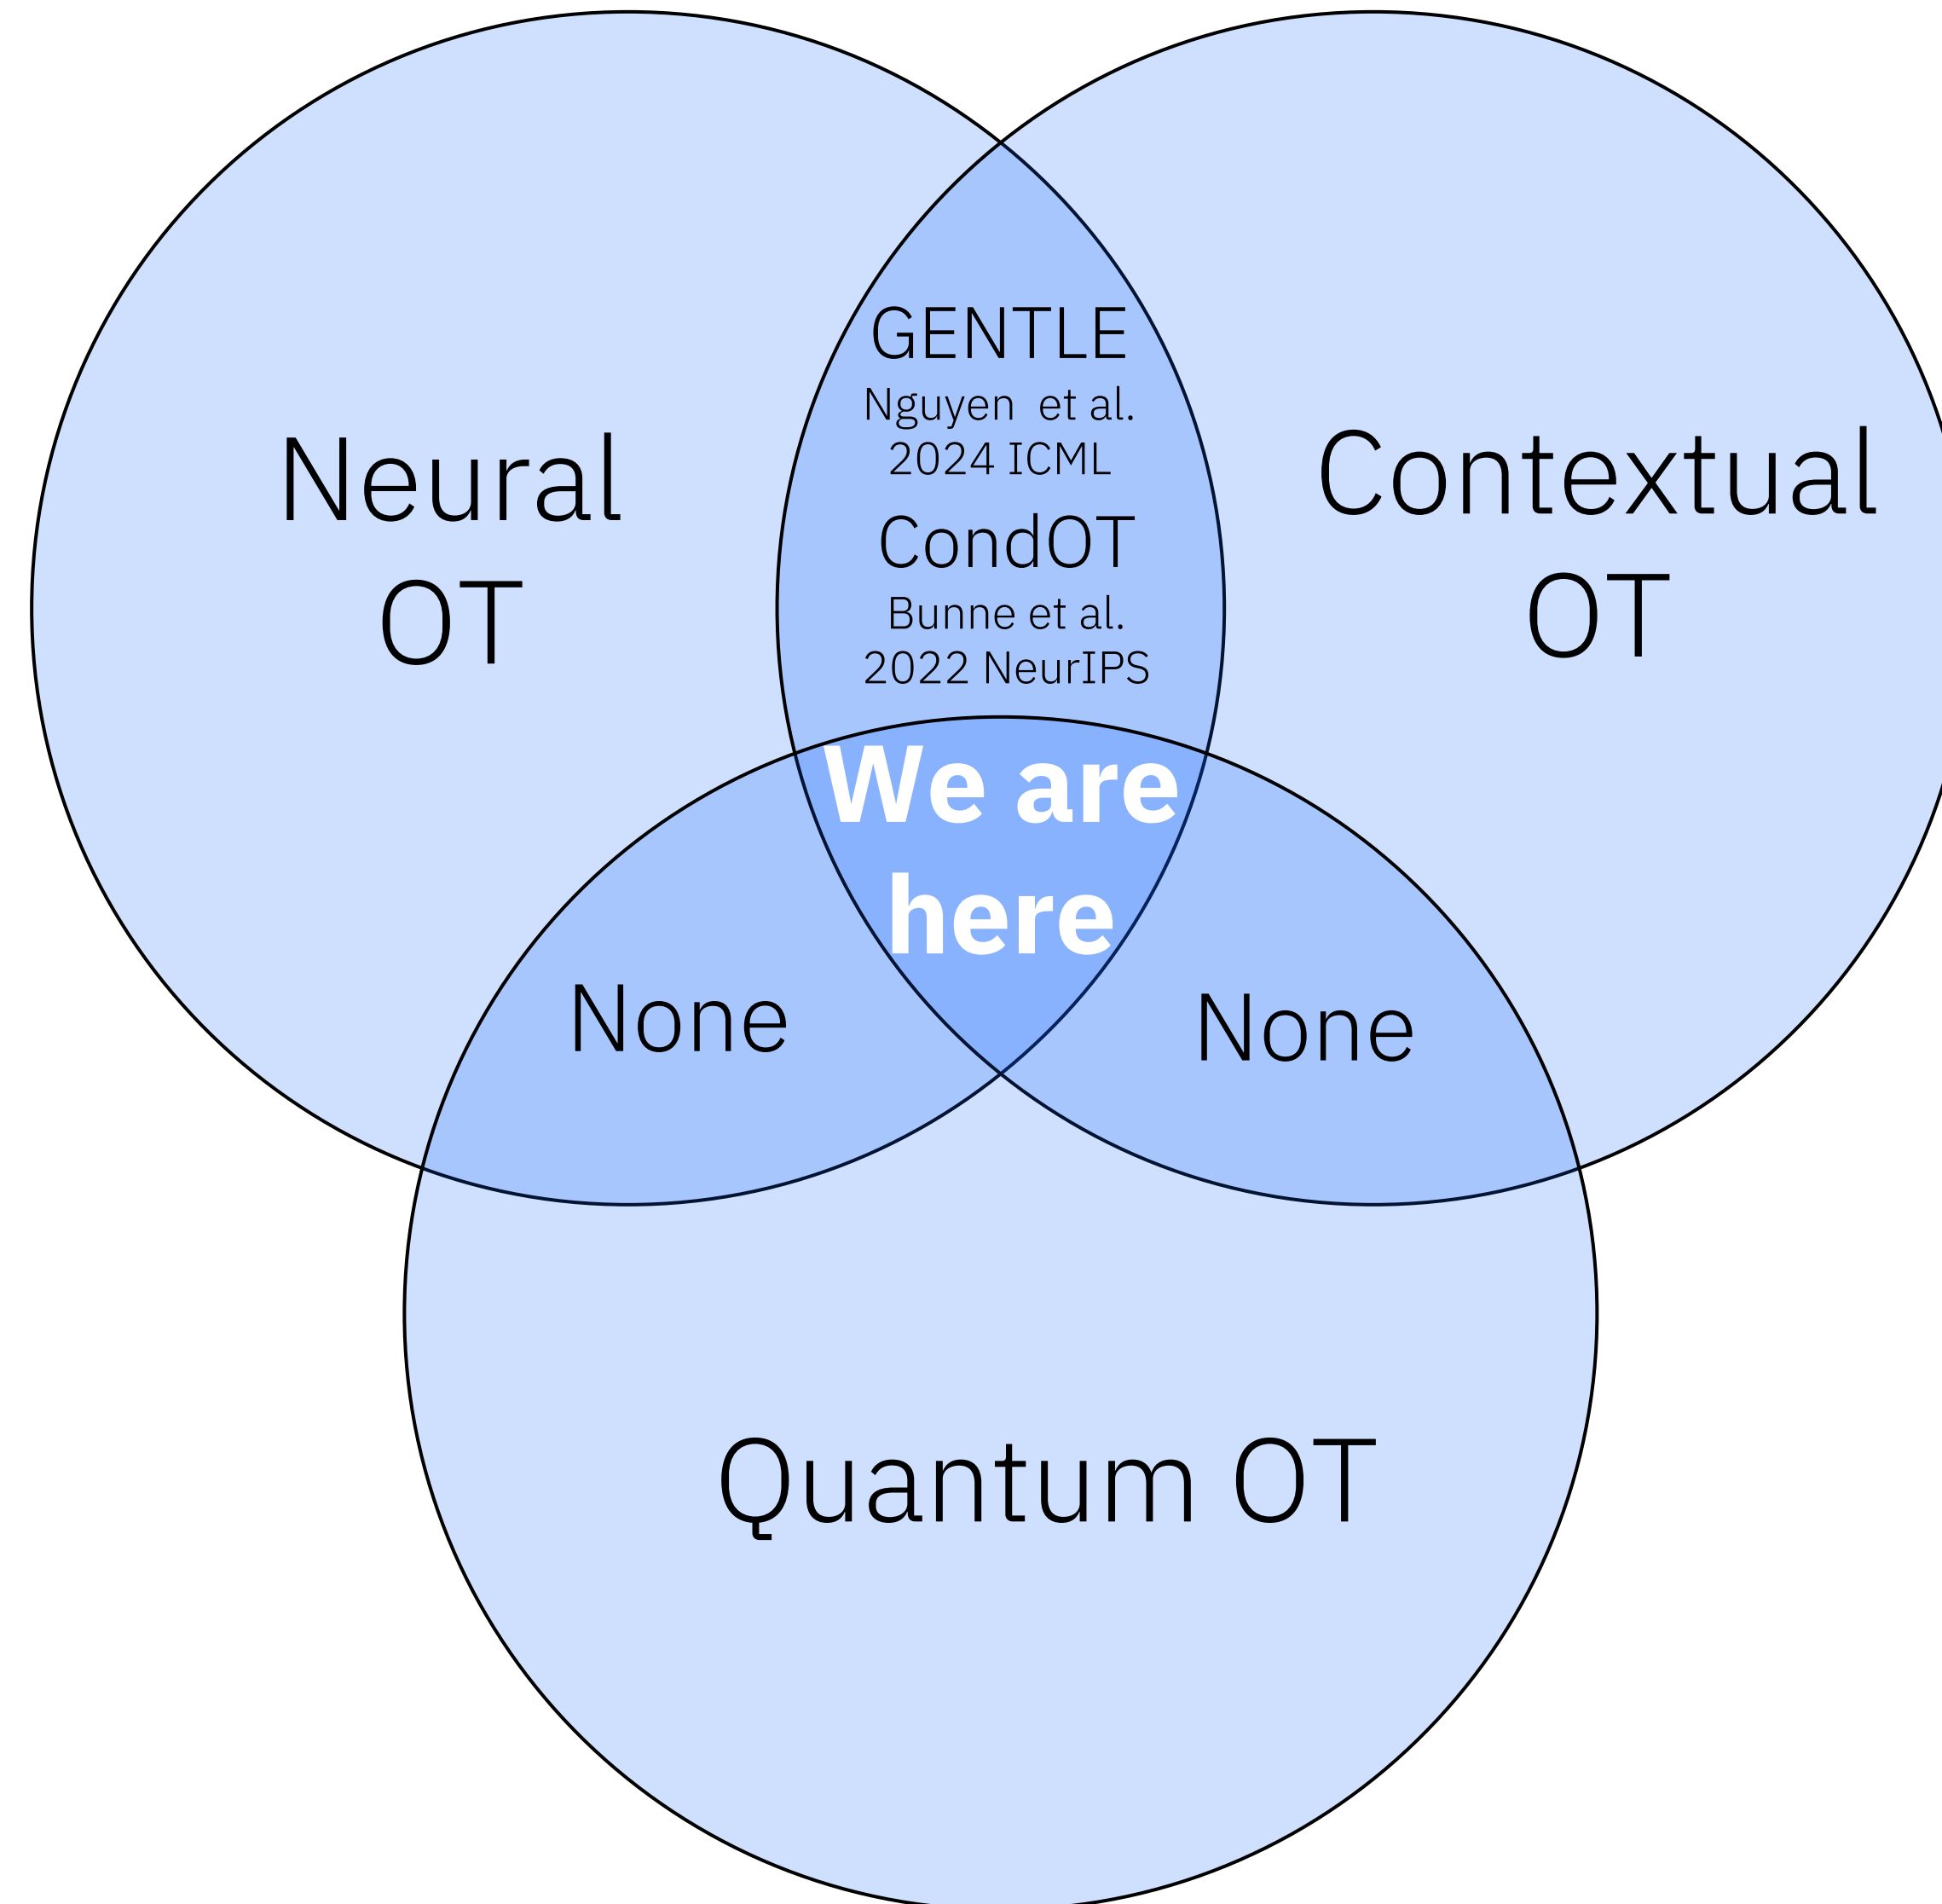 Neural
OT
GENTLE
Nguyen et al.
2024 ICML
CondOT
Bunne et al.
2022 NeurIPS
Contextual
OT
We are
here
None
None
Quantum OT